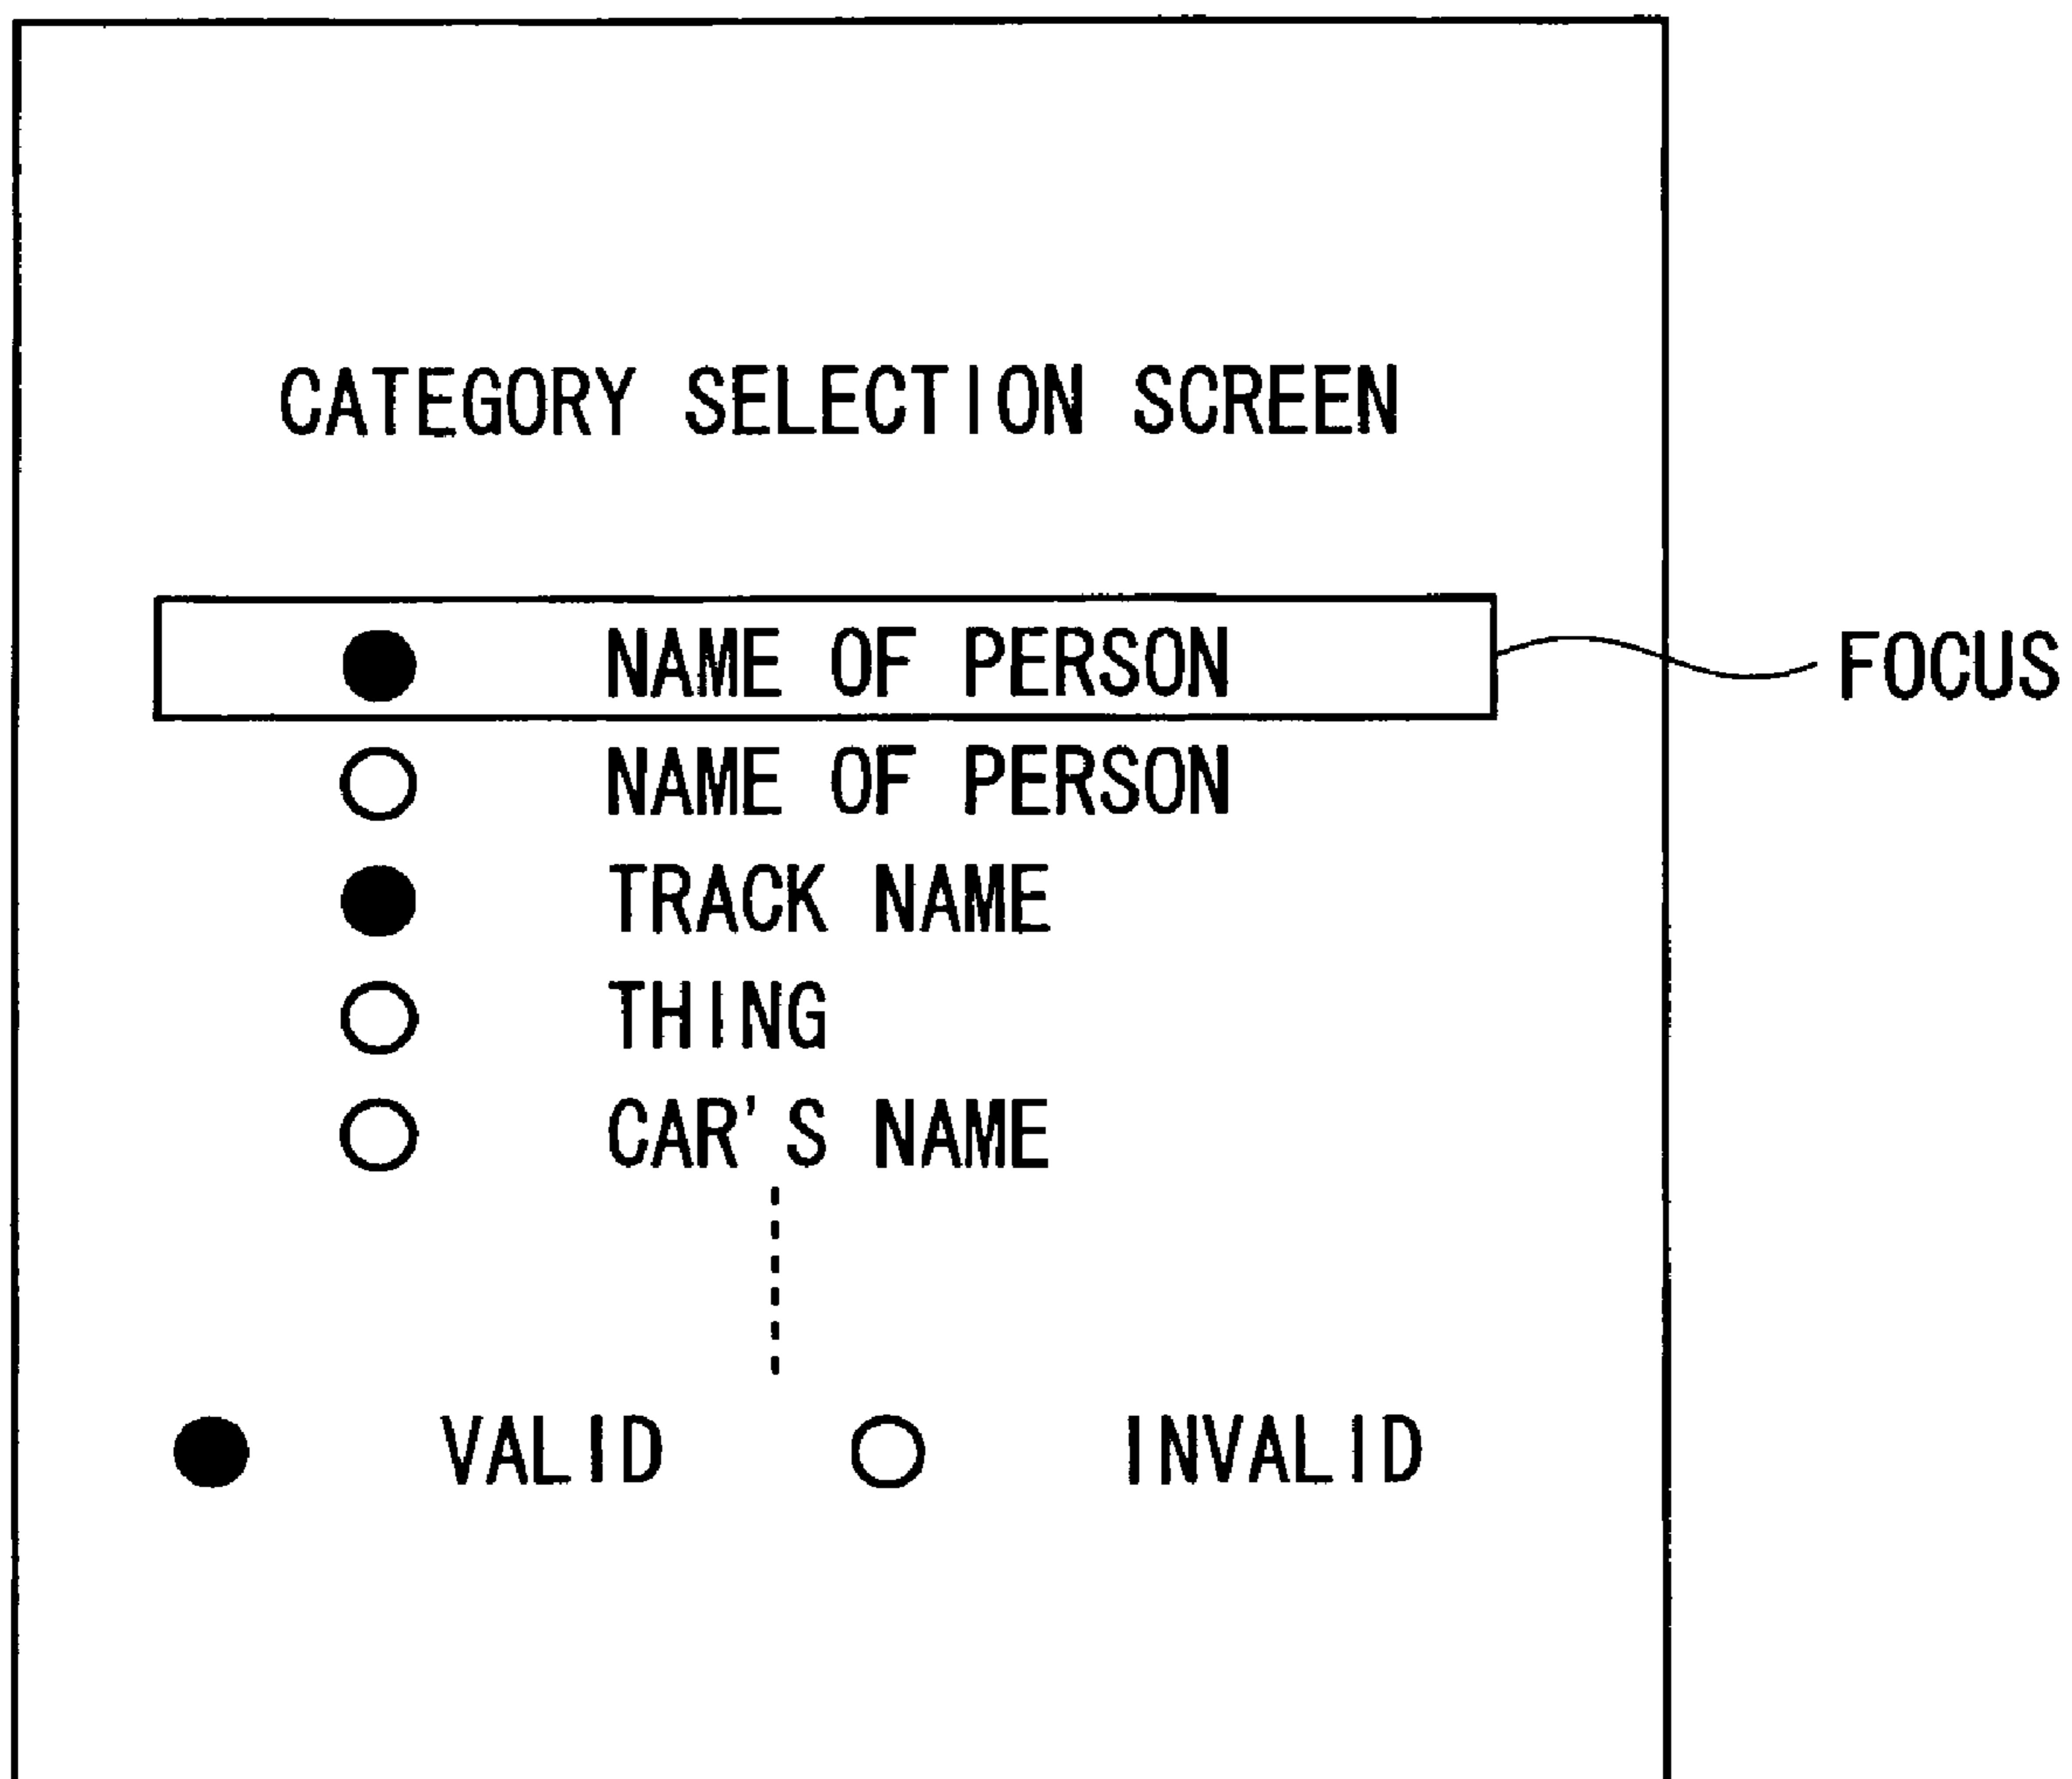 CATEGORY SELECTION SCREEN
NAME OF PERSON
FOCUS
NAME OF PERSON
TRACK NAME
THING
CAR'S NAME
VALID INVALID